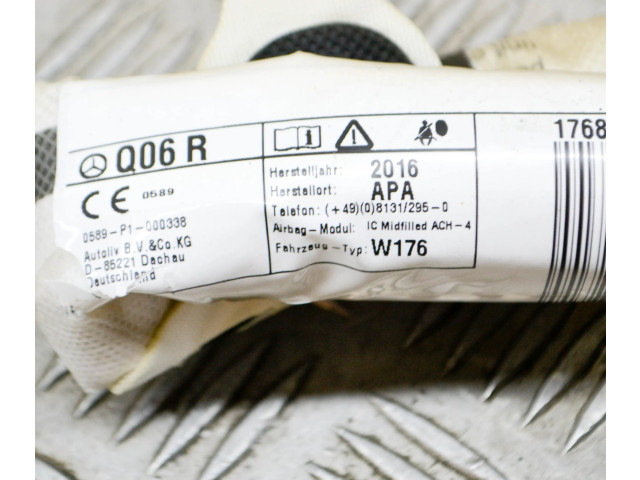 Q06 R
CE 0589
0589-P1-000338
Autoliv B.V.&Co.KG
D-85221 Dachau
Deutschland
Herstelljahr: 2016
Herstellort: APA
Telefon: (+49)(0)8131/295-0
Airbag-Modul: IC Midfilled ACH-4
Fahrzeug-Typ: W176
1768